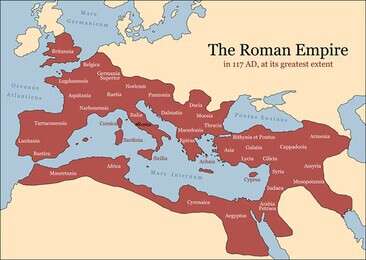 The Roman Empire
in 117 AD, at its greatest extent
Mare
Germanicum
Britannia
Oceanus
Atlanticus
Belgica
Germania
Superior
Lugdunensis
Raetia
Noricum
Aquitania
Pannonia
Dacia
Narbonensis
Dalmatia
Moesia
Italia
Pontus Euxinus
Tarraconensis
Corsica
Thracia
Macedonia
Bithynia et Pontus
Armenia
Lusitania
Sardinia
Epirus
Asia
Galatia
Cappadocia
Baetica
Sicilia
Achaia
Lycia
Cilicia
Assyria
Mauretania
Africa
Mare Internum
Cyprus
Syria
Mesopotamia
Judaea
Cyrenaica
Arabia
Petraea
Aegyptus